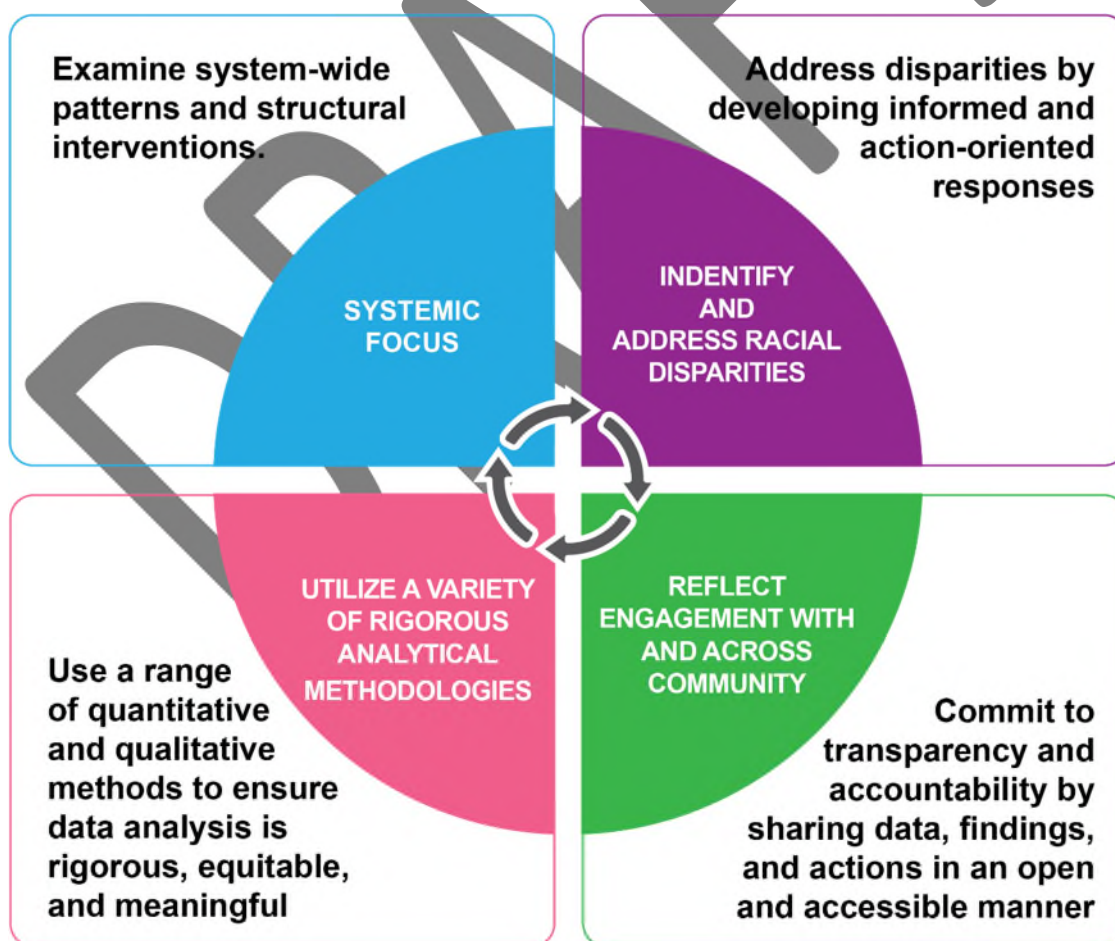 Examine system-wide
patterns and structural
interventions.
Address disparities by
developing informed and
action-oriented
responses
SYSTEMIC
FOCUS
INDENTIFY
AND
ADDRESS RACIAL
DISPARITIES
UTILIZE A VARIETY
OF RIGOROUS
ANALYTICAL
METHODOLOGIES
REFLECT
ENGAGEMENT WITH
AND ACROSS
COMMUNITY
Use a range
of quantitative
and qualitative
methods to ensure
data analysis is
rigorous, equitable,
and meaningful
Commit to
transparency and
accountability by
sharing data, findings,
and actions in an open
and accessible manner